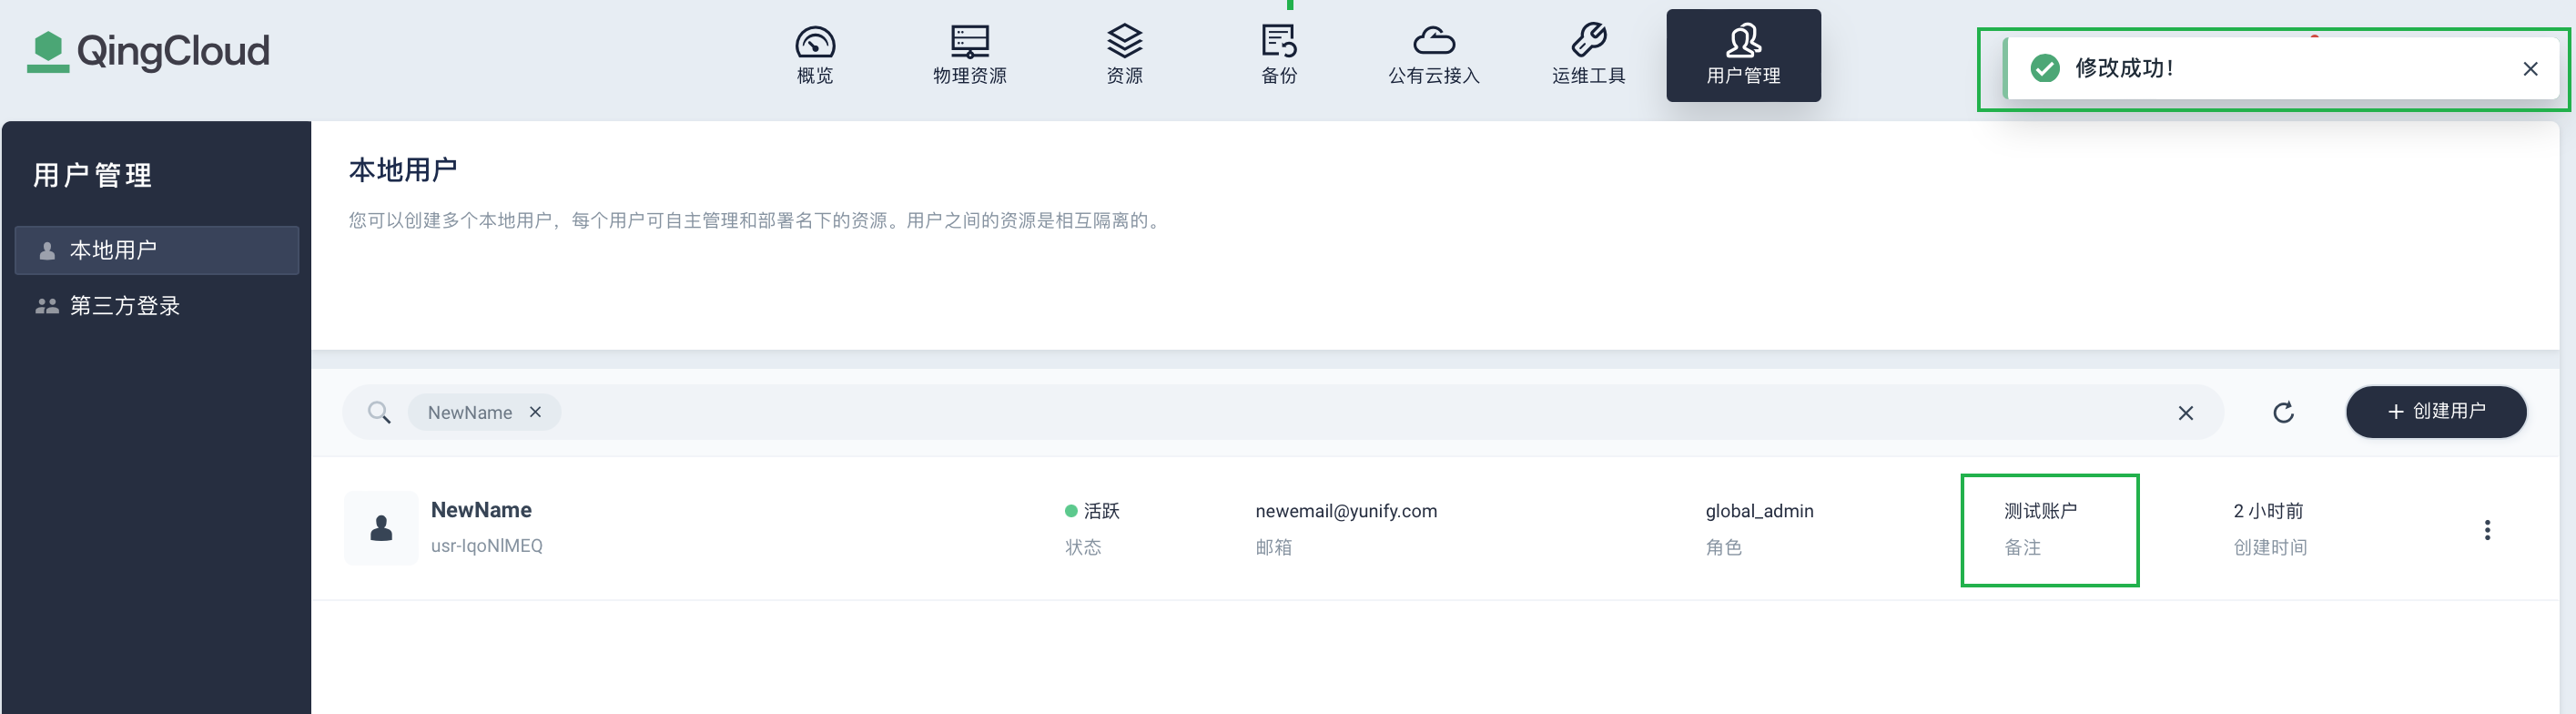 QingCloud
概览
物理资源
资源
备份
公有云接入
运维工具
用户管理
修改成功!
用户管理
本地用户
第三方登录
本地用户
您可以创建多个本地用户，每个用户可自主管理和部署名下的资源。用户之间的资源是相互隔离的。
NewName
创建用户
NewName
usr-IqoNlMEQ
活跃
状态
newemail@yunify.com
邮箱
global_admin
角色
测试账户
备注
2 小时前
创建时间